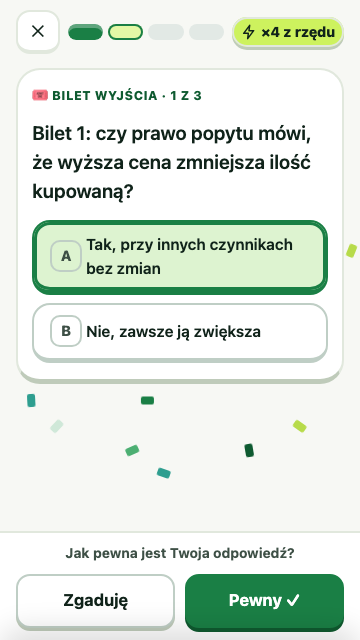 ×4 z rzędu
BILET WYJŚCIA · 1 Z 3
Bilet 1: czy prawo popytu mówi,
że wyższa cena zmniejsza ilość
kupowaną?
A Tak, przy innych czynnikach
bez zmian
B Nie, zawsze ją zwiększa
Jak pewna jest Twoja odpowiedź?
Zgaduję
Pewny ✓